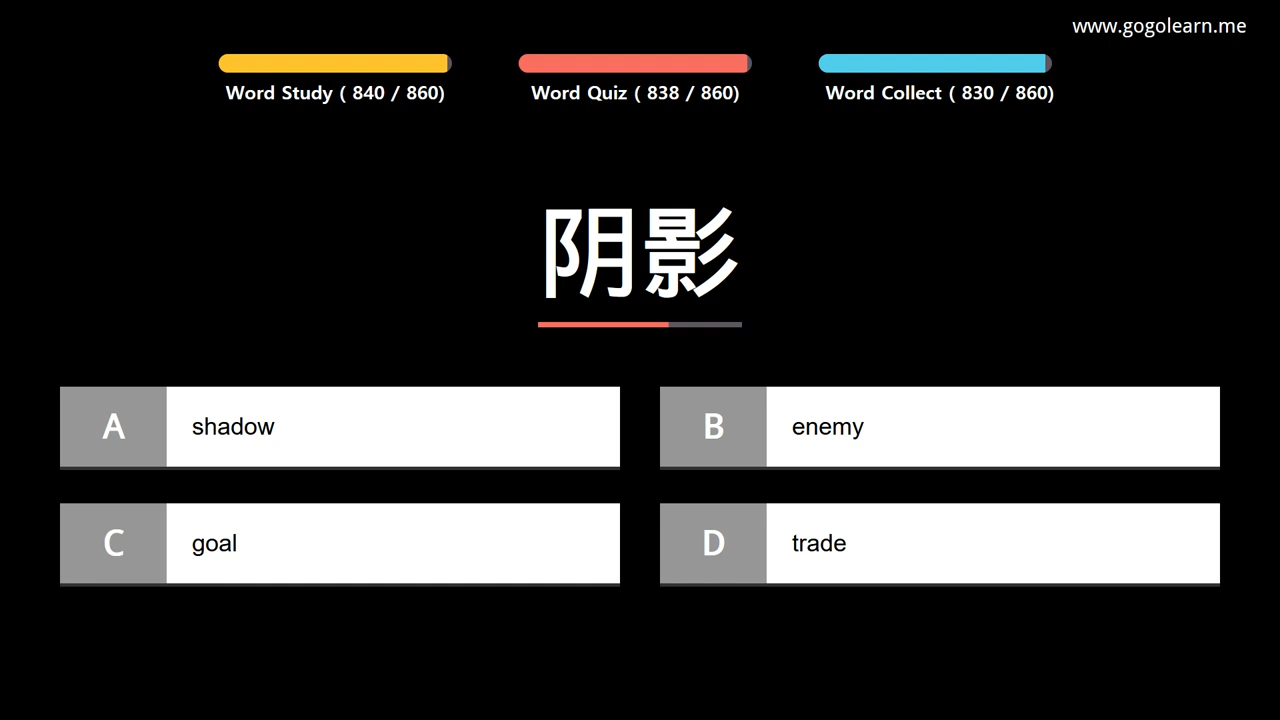 www.gogolearn.me
Word Study ( 840 / 860)
Word Quiz ( 838 / 860)
Word Collect ( 830 / 860)
阴影
A shadow
B enemy
C goal
D trade